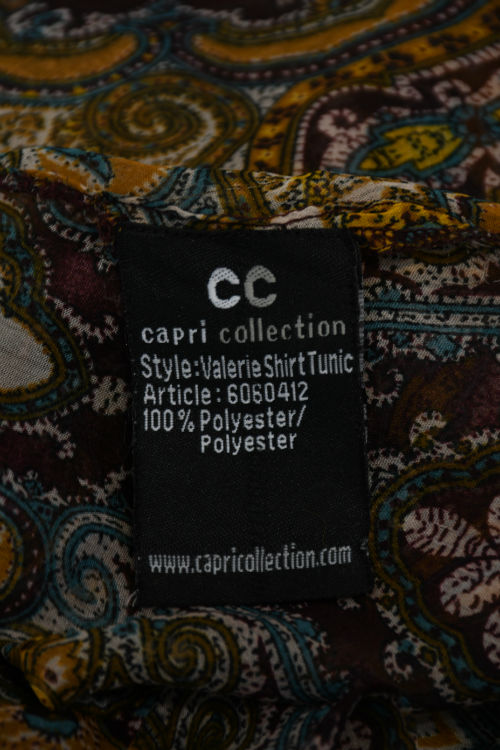 CC
capri collection
Style:Valerie Shirt Tunic
Article: 6060412
100% Polyester/
Polyester
www.capricollection.com